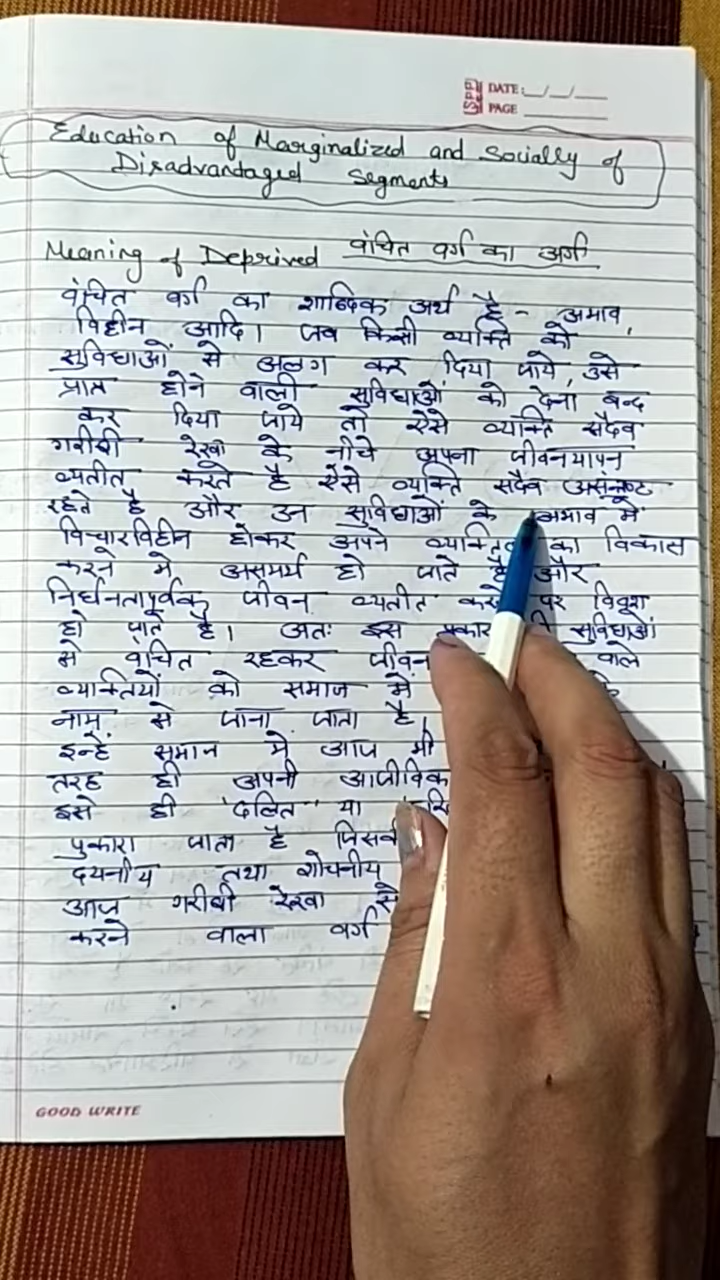 DATE: __/__/____
PAGE ________
Education of Marginalized and Socially of
Disadvantaged Segments
Meaning of Deprived वंचित वर्ग का अर्थ
वंचित वर्ग का शाब्दिक अर्थ है - अभाव,
विहीन आदि। जब किसी व्यक्ति को
सुविधाओं से अलग कर दिया जाये, उसे
प्राप्त होने वाली सुविधाओं को देना बन्द
कर दिया जाये तो ऐसे व्यक्ति सदैव
गरीबी रेखा के नीचे अपना जीवनयापन
व्यतीत करते है ऐसे व्यक्ति सदैव असंतुष्ट
रहते है और उन सुविधाओं के अभाव में
विचारविहीन होकर अपने व्यक्तित्व का विकास
करने में असमर्थ हो जाते है और
निर्धनतापूर्वक जीवन व्यतीत करने पर विवश
हो जाते है। अतः इस प्रकार की सुविधाओं
से वंचित रहकर जीवन वाले
व्यक्तियों को समाज में
नाम से जाना जाता है,
इन्हें समाज में आज भी
तरह ही अपनी
इसे ही 'दलित' या
पुकारा जाता है
दयनीय तथा शोचनीय
आज गरीबी रेखा से
करने वाला वर्ग
GOOD WRITE